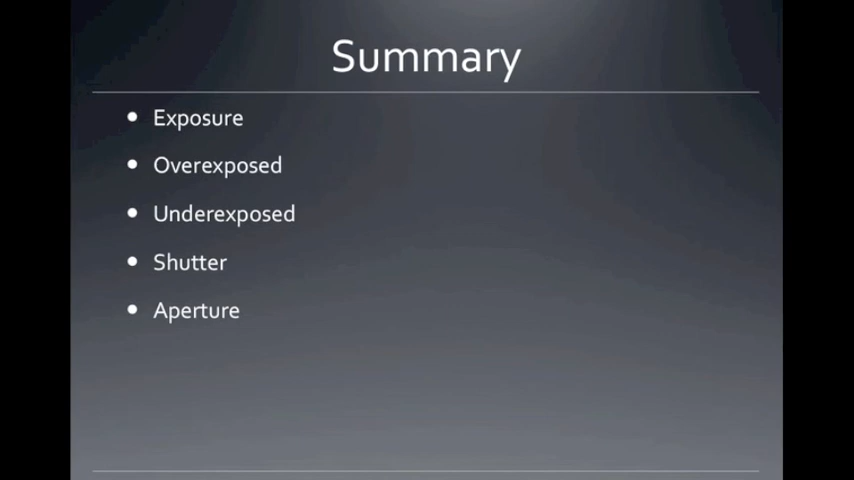 Summary
Exposure
Overexposed
Underexposed
Shutter
Aperture